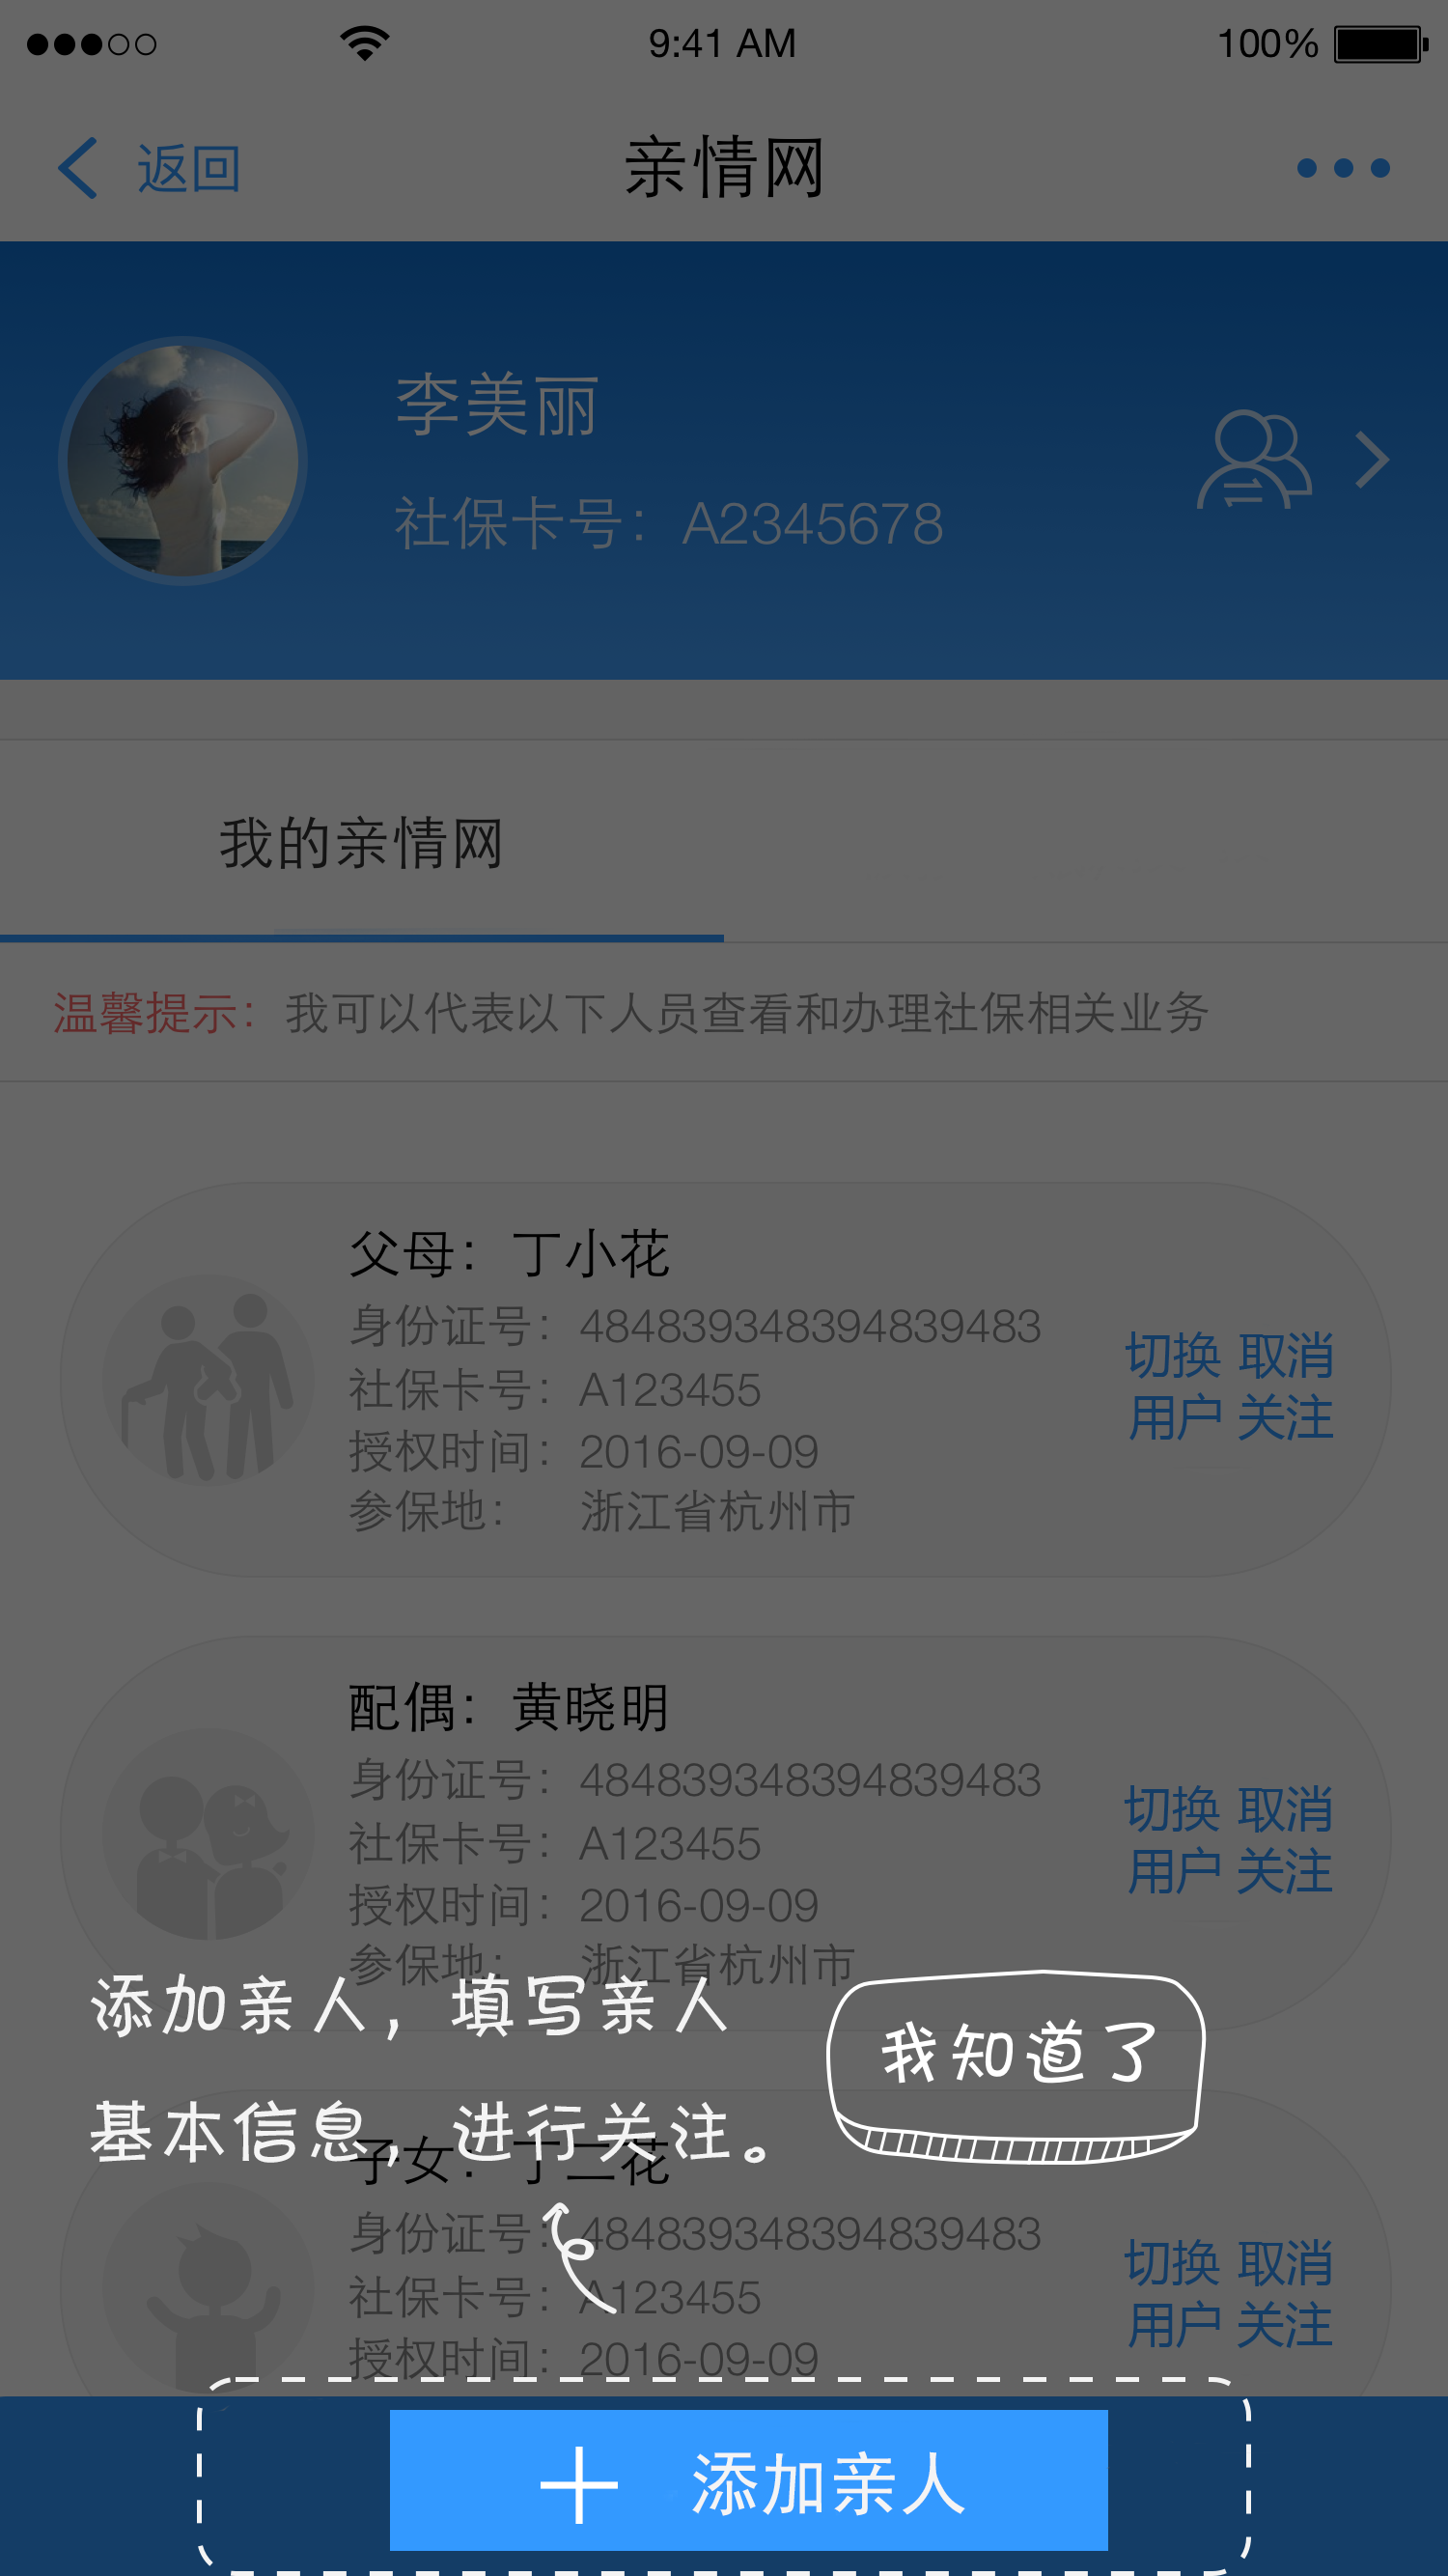 9:41 AM 100%
返回 亲情网
李美丽
社保卡号：A2345678
我的亲情网
温馨提示：我可以代表以下人员查看和办理社保相关业务
父母：丁小花
身份证号：484839348394839483
社保卡号：A123455
授权时间：2016-09-09
参保地： 浙江省杭州市
切换 取消
用户 关注
配偶：黄晓明
身份证号：484839348394839483
社保卡号：A123455
授权时间：2016-09-09
参保地： 浙江省杭州市
切换 取消
用户 关注
添加亲人，填写亲人
基本信息，进行关注。
我知道了
子女：丁二花
身份证号：484839348394839483
社保卡号：A123455
授权时间：2016-09-09
切换 取消
用户 关注
添加亲人